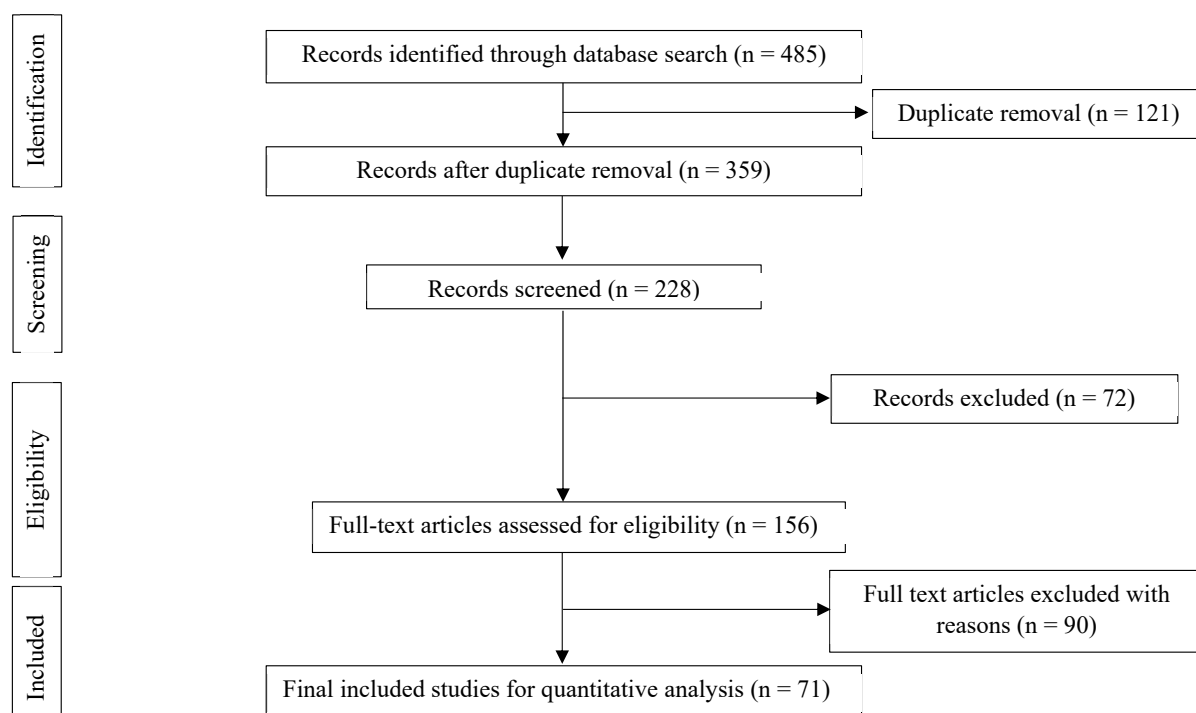 Identification
Records identified through database search (n = 485)
Duplicate removal (n = 121)
Records after duplicate removal (n = 359)
Screening
Records screened (n = 228)
Records excluded (n = 72)
Eligibility
Full-text articles assessed for eligibility (n = 156)
Full text articles excluded with
reasons (n = 90)
Included
Final included studies for quantitative analysis (n = 71)